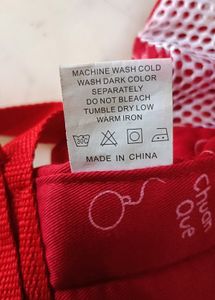 MACHINE WASH COLD
WASH DARK COLOR
SEPARATELY
DO NOT BLEACH
TUMBLE DRY LOW
WARM IRON
MADE IN CHINA